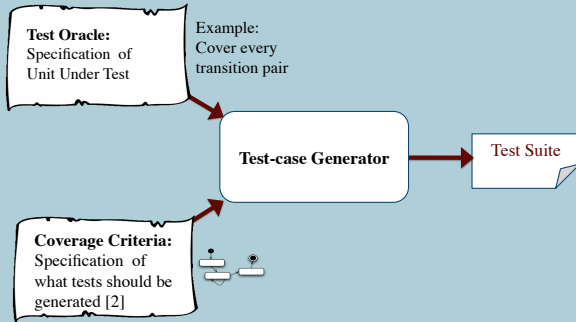 Test Oracle:
Specification of
Unit Under Test
Example:
Cover every
transition pair
Test-case Generator
Test Suite
Coverage Criteria:
Specification of
what tests should be
generated [2]